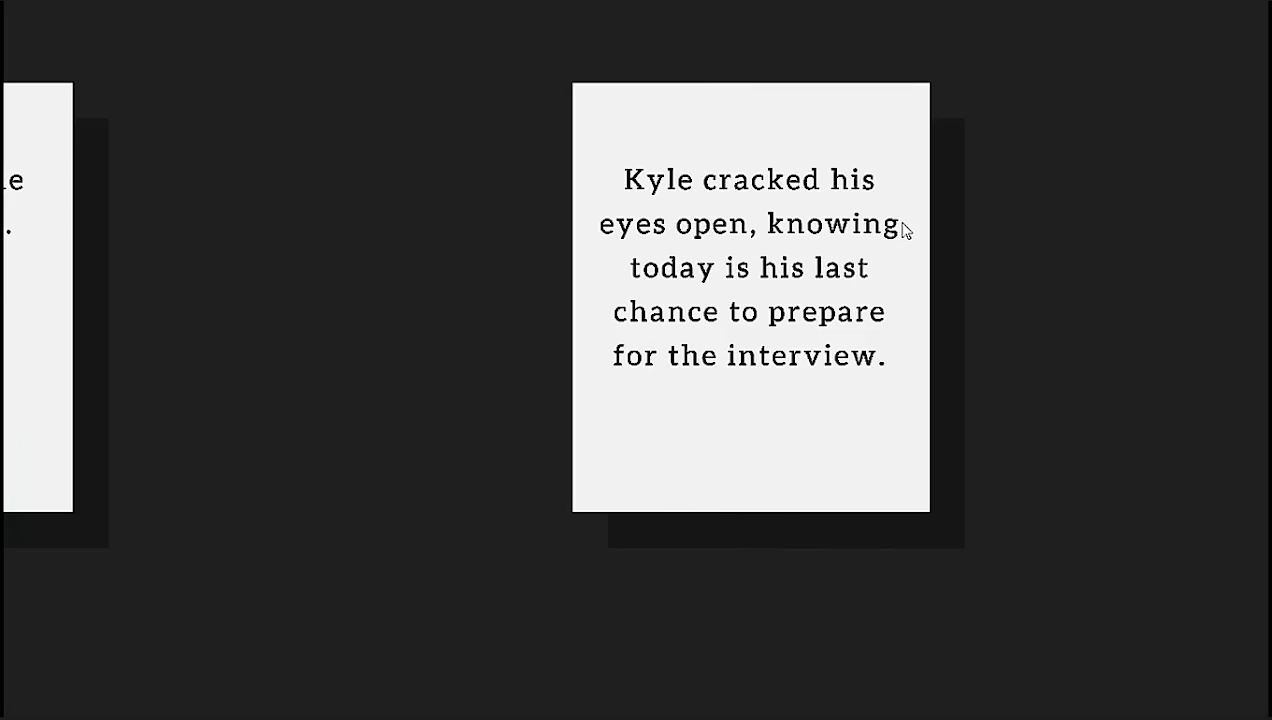 Kyle cracked his
eyes open, knowing
today is his last
chance to prepare
for the interview.